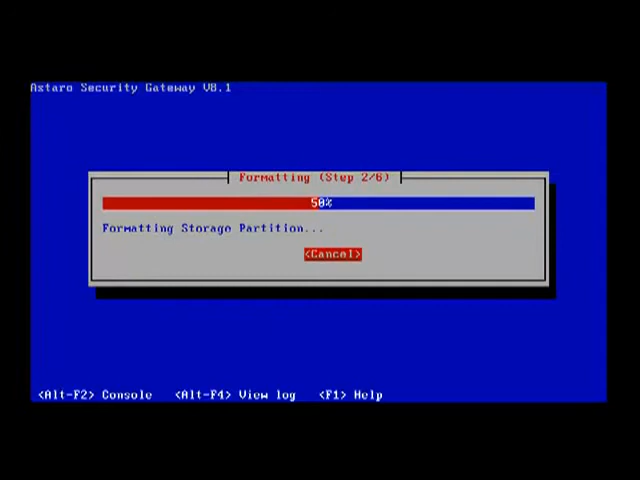 Astaro Security Gateway V8.1
Formatting (Step 2/6)
50%
Formatting Storage Partition...
<Cancel>
<Alt-F2> Console <Alt-F4> View log <F1> Help